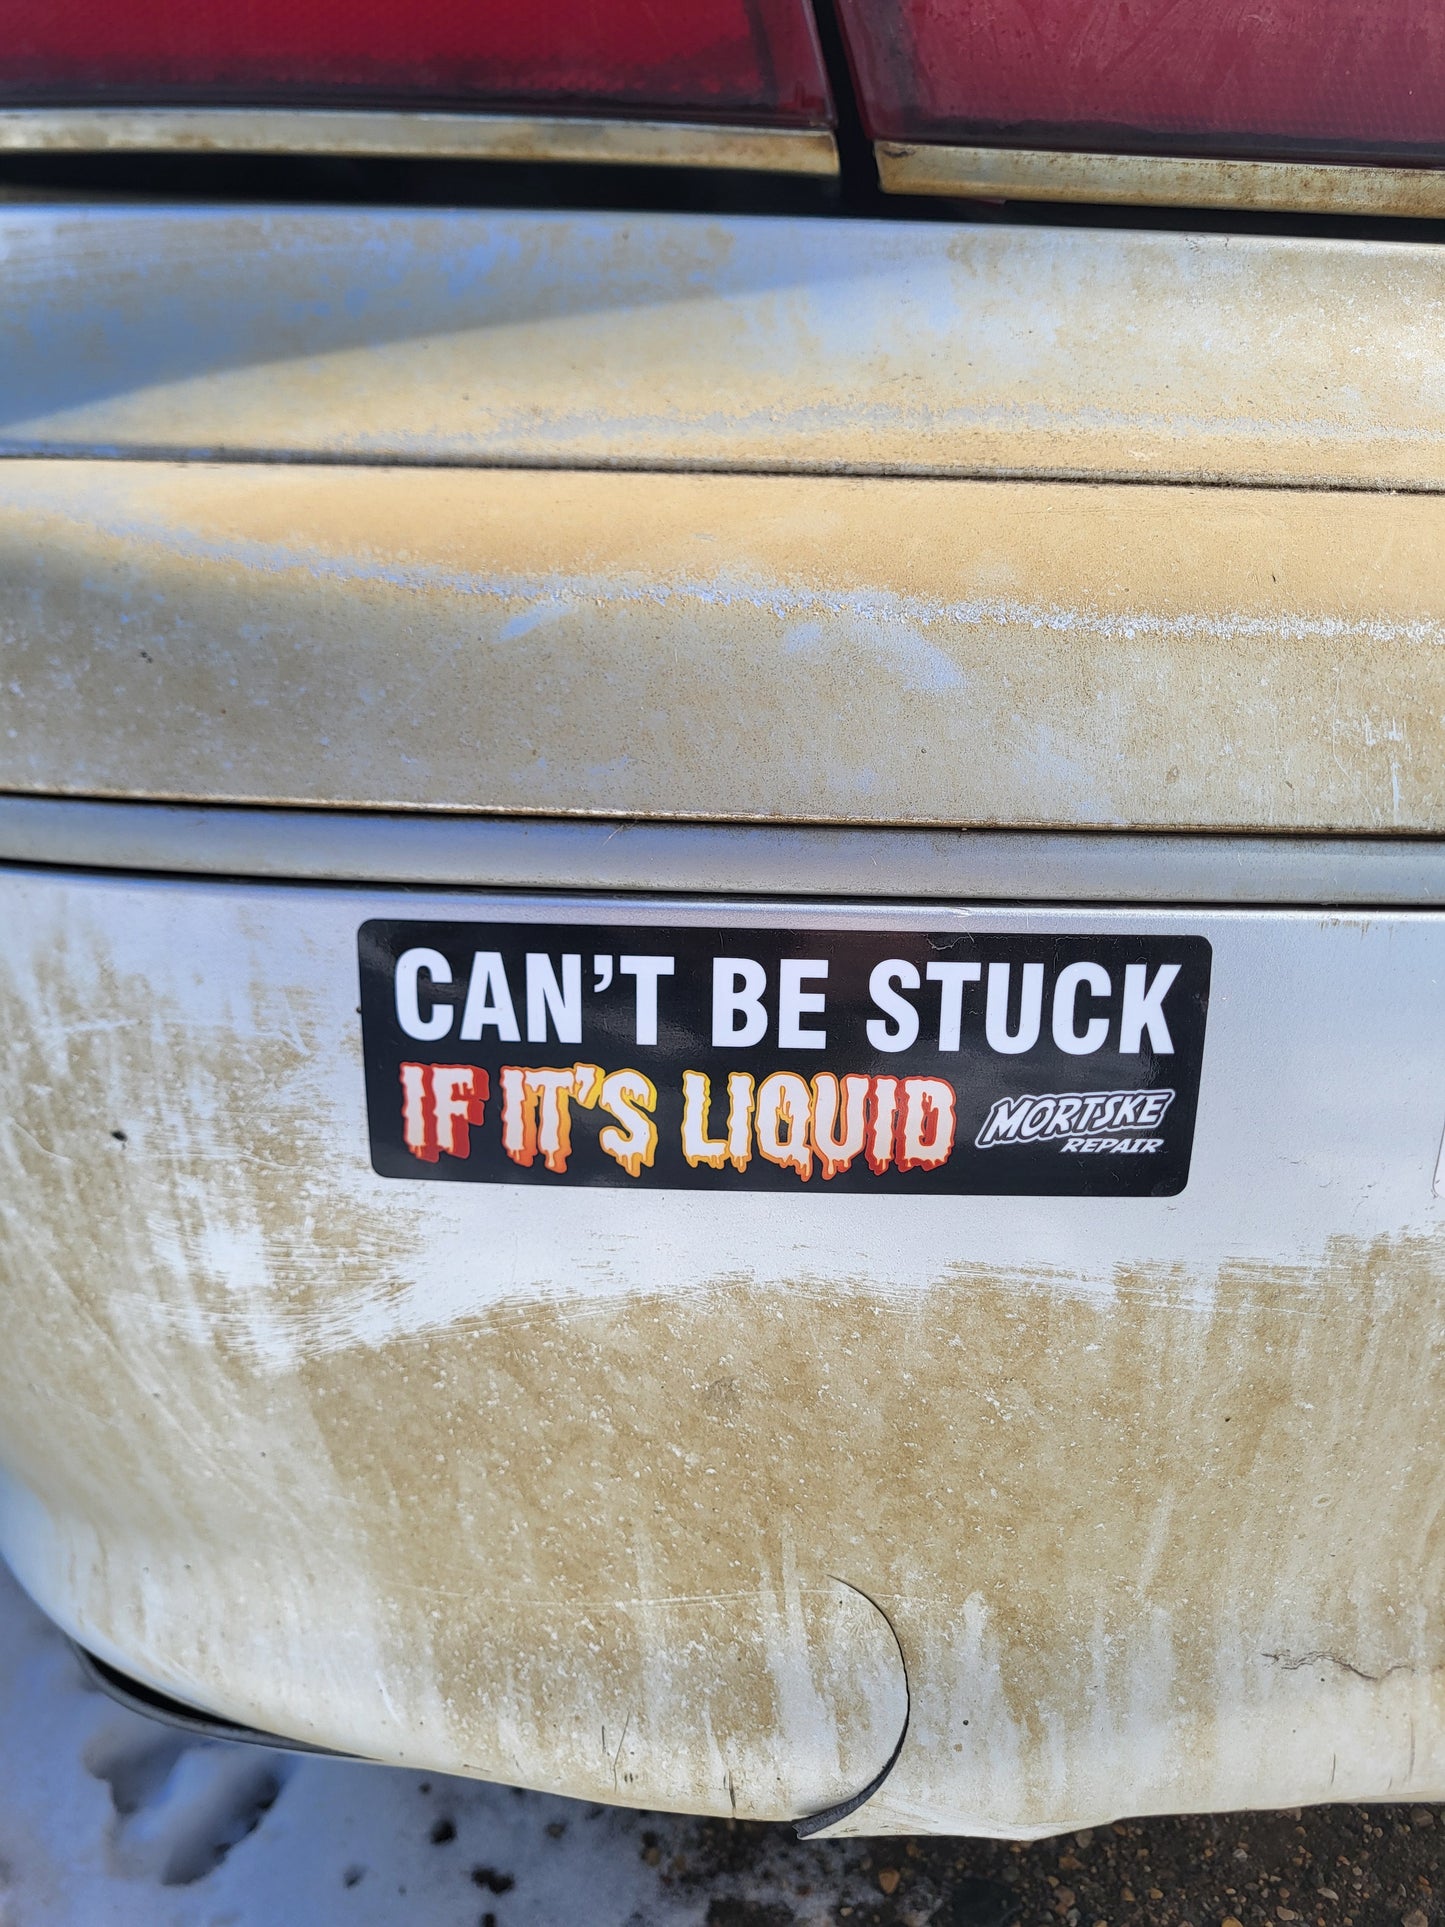 CAN'T BE STUCK
IF IT'S LIQUID
MORTSKE
REPAIR